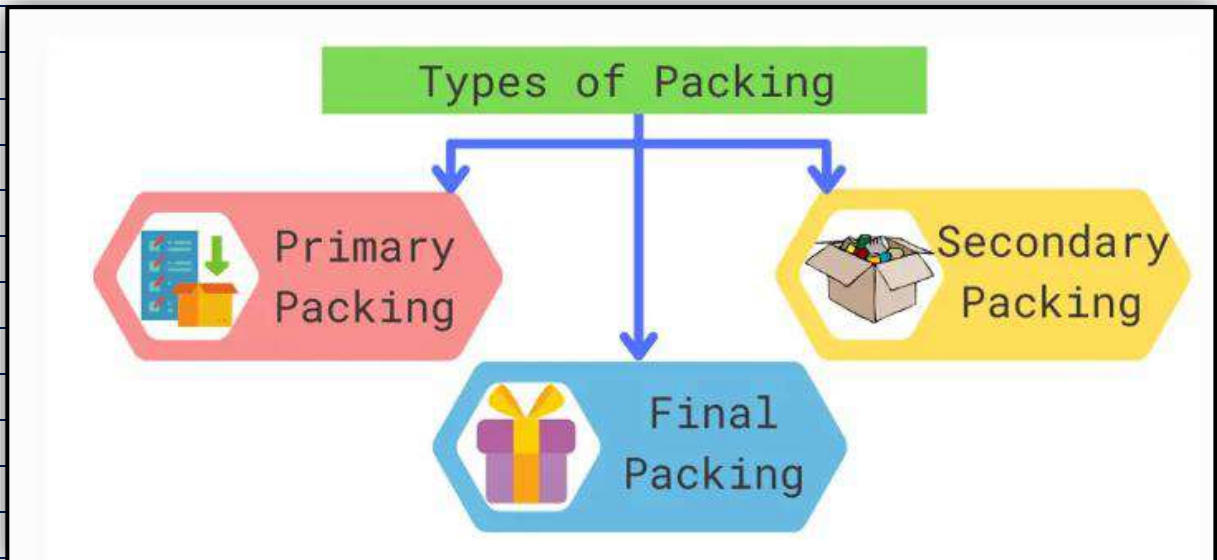 Types of Packing
Primary
Packing
Secondary
Packing
Final
Packing